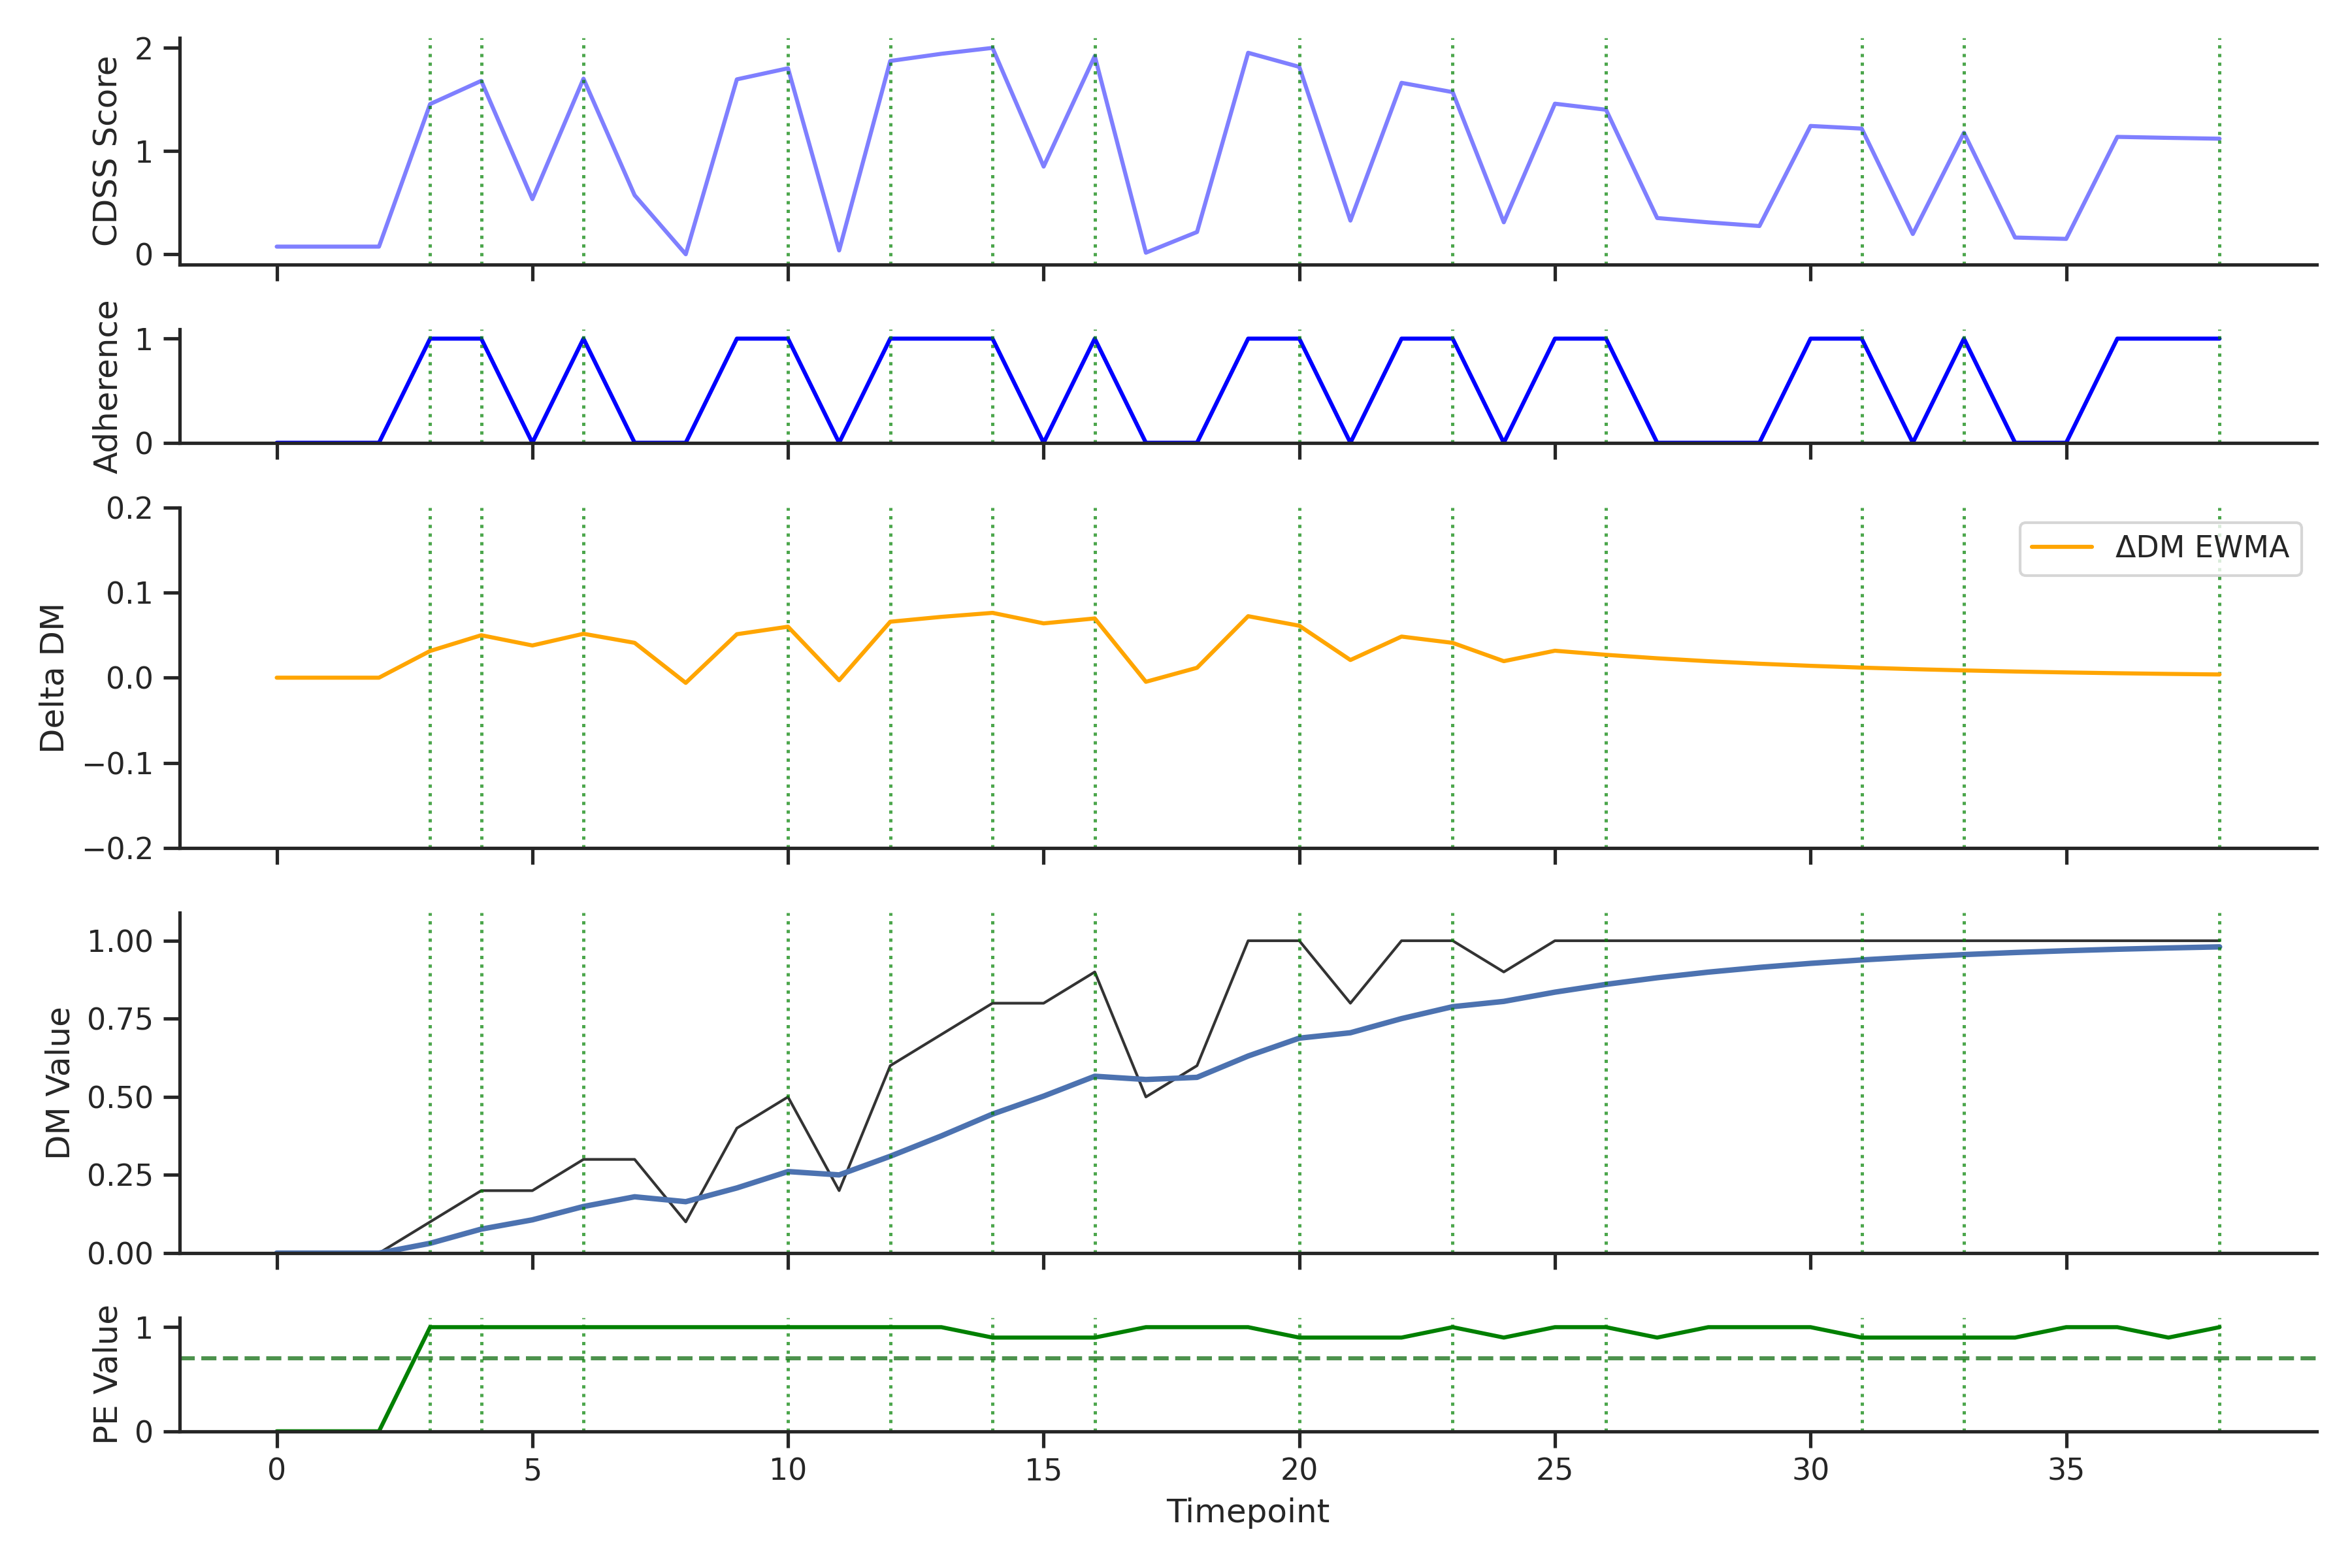 CDSS Score
2
1
0
Adherence
1
0
Delta DM
0.2
0.1
0.0
−0.1
−0.2
ΔDM EWMA
DM Value
1.00
0.75
0.50
0.25
0.00
PE Value
1
0
0 5 10 15 20 25 30 35
Timepoint